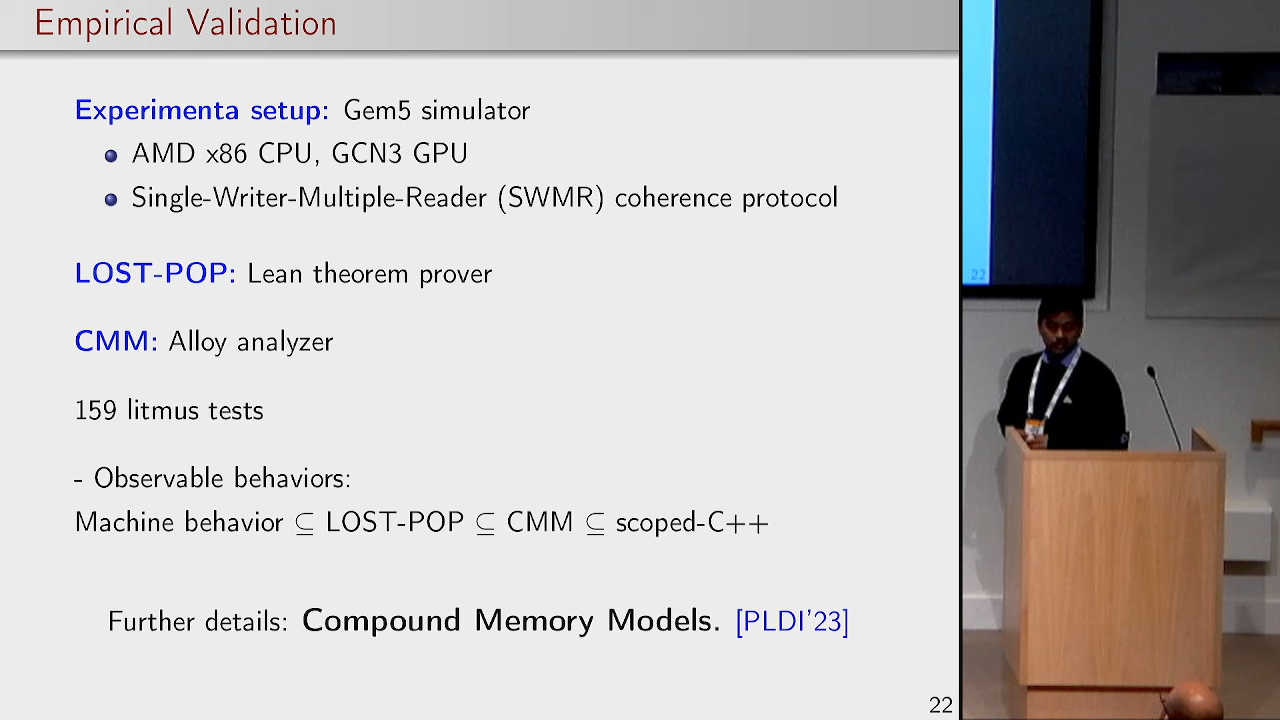 Empirical Validation
Experimenta setup: Gem5 simulator
AMD x86 CPU, GCN3 GPU
Single-Writer-Multiple-Reader (SWMR) coherence protocol
LOST-POP: Lean theorem prover
CMM: Alloy analyzer
159 litmus tests
- Observable behaviors:
Machine behavior ⊆ LOST-POP ⊆ CMM ⊆ scoped-C++
Further details: Compound Memory Models. [PLDI'23]
22
22